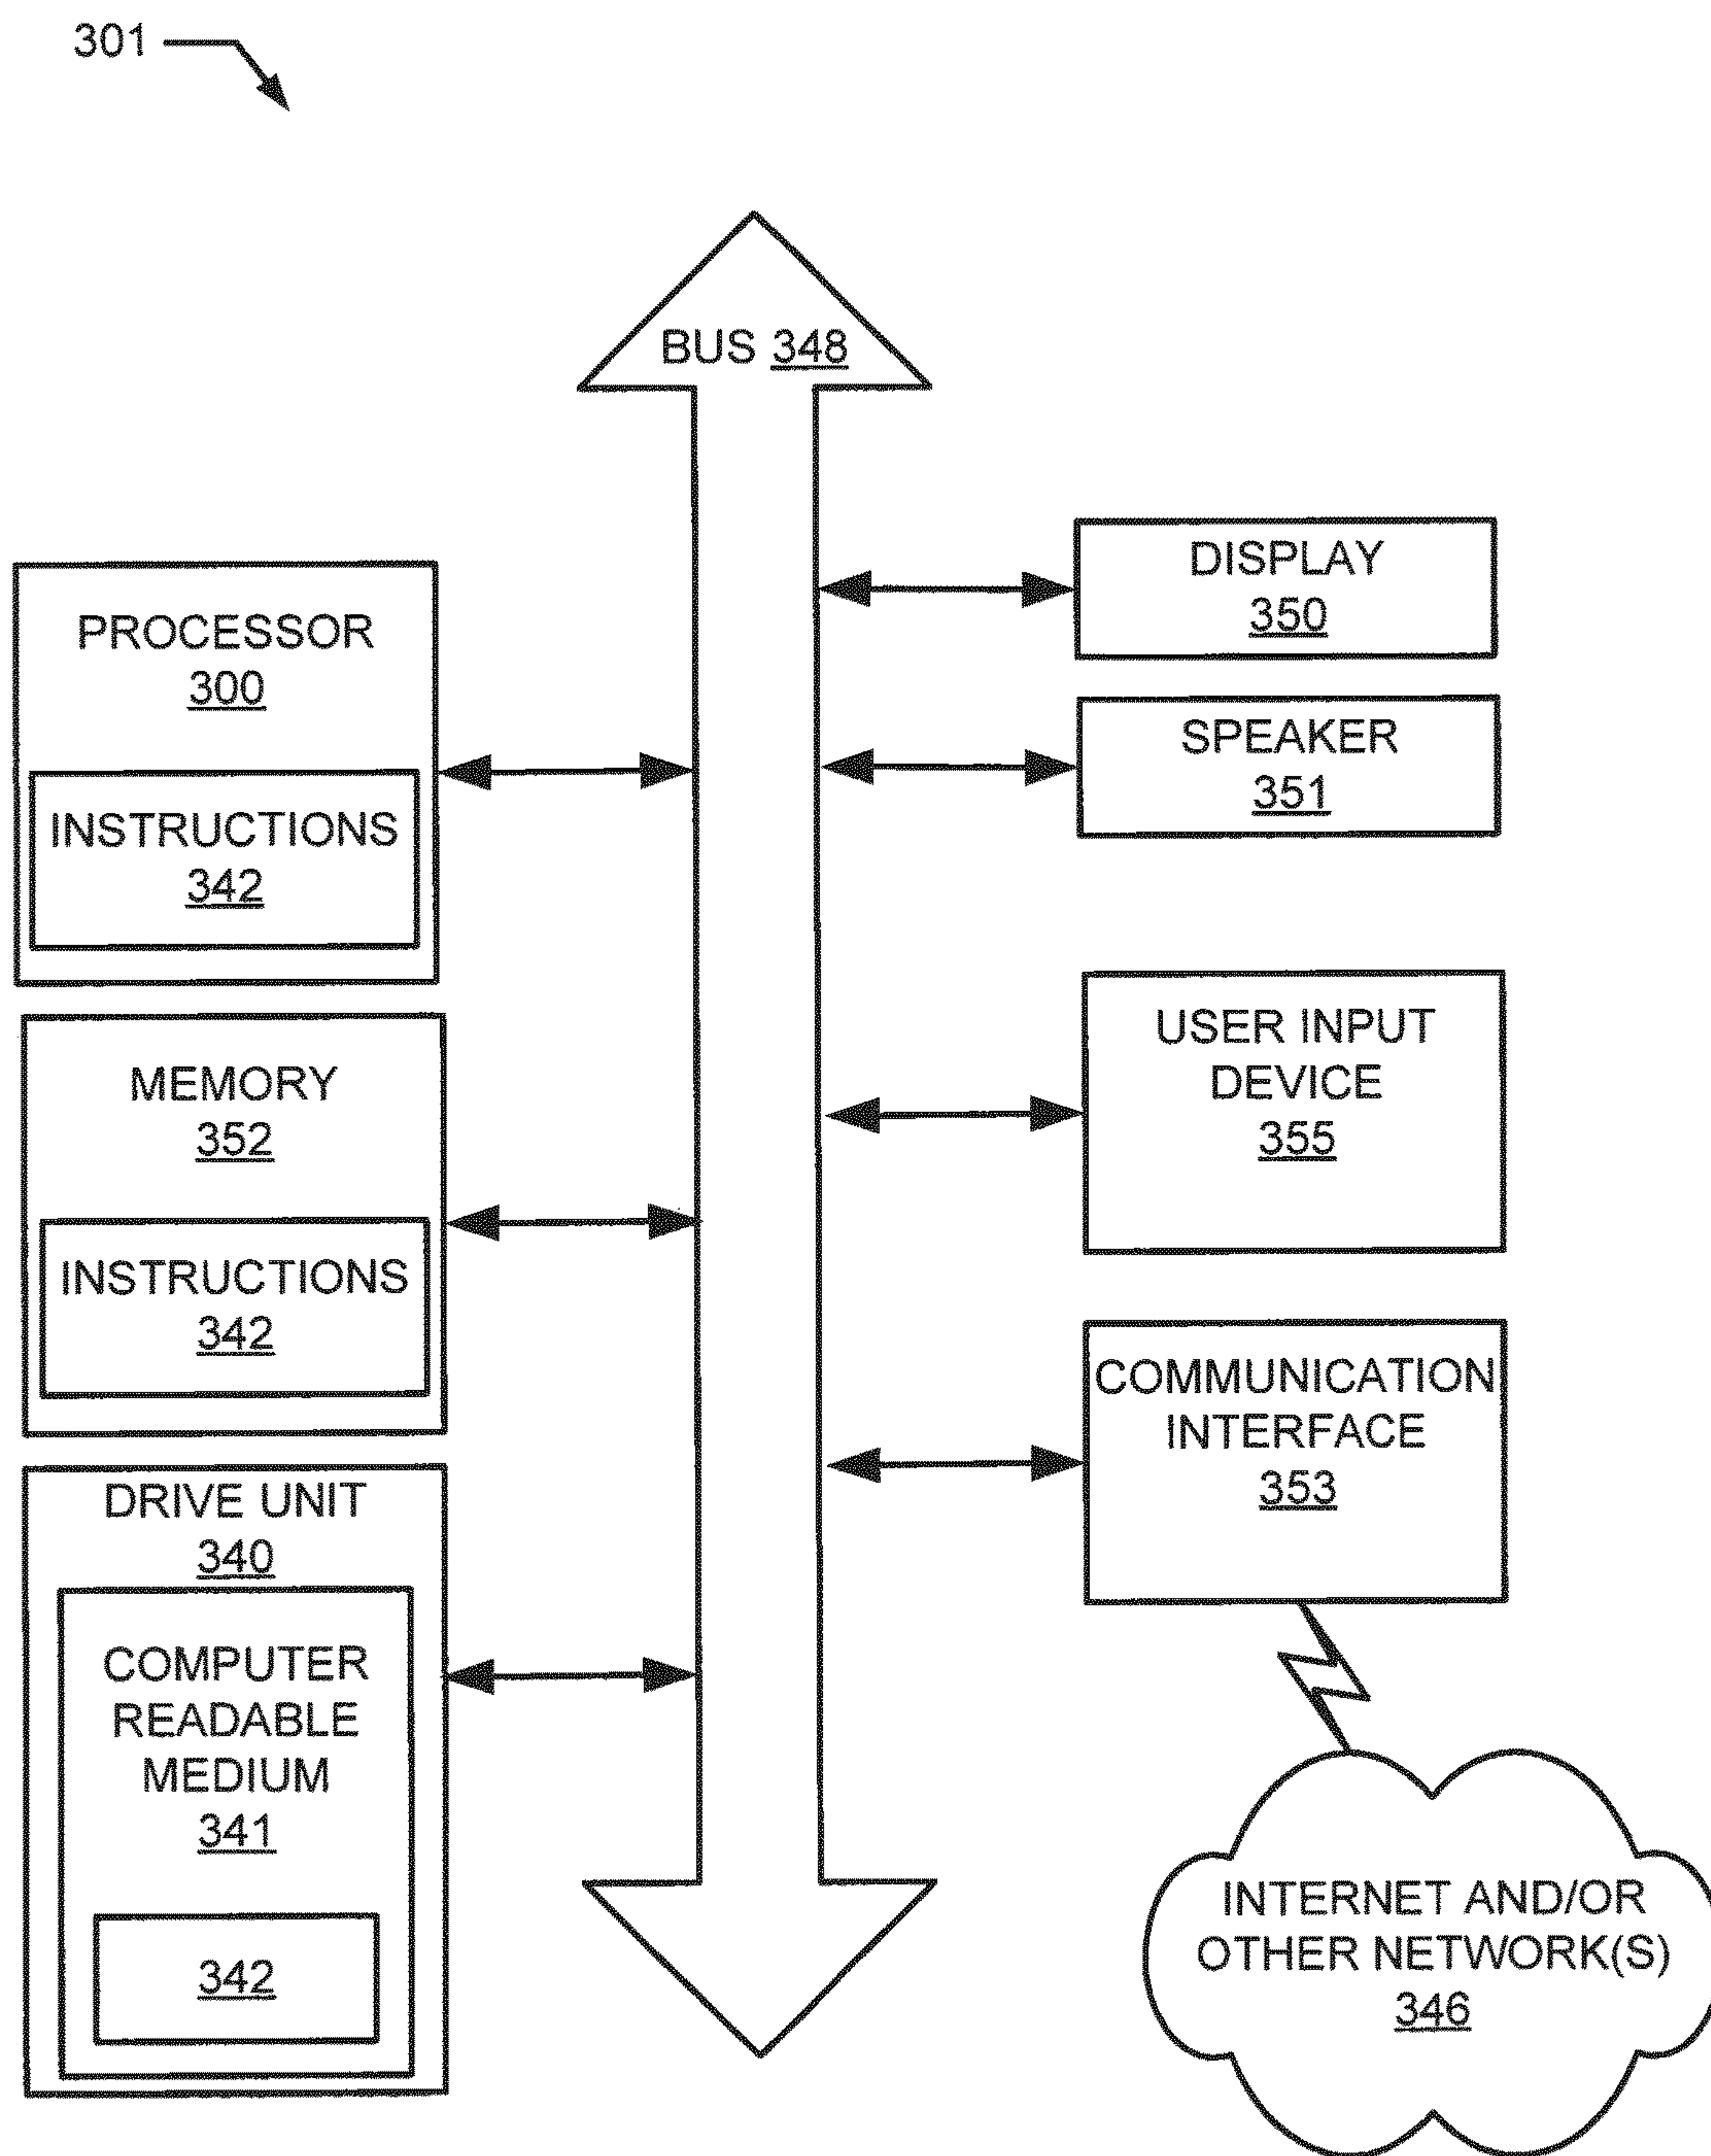 301
BUS 348
PROCESSOR
300
INSTRUCTIONS
342
MEMORY
352
INSTRUCTIONS
342
DRIVE UNIT
340
COMPUTER
READABLE
MEDIUM
341
342
DISPLAY
350
SPEAKER
351
USER INPUT
DEVICE
355
COMMUNICATION
INTERFACE
353
INTERNET AND/OR
OTHER NETWORK(S)
346